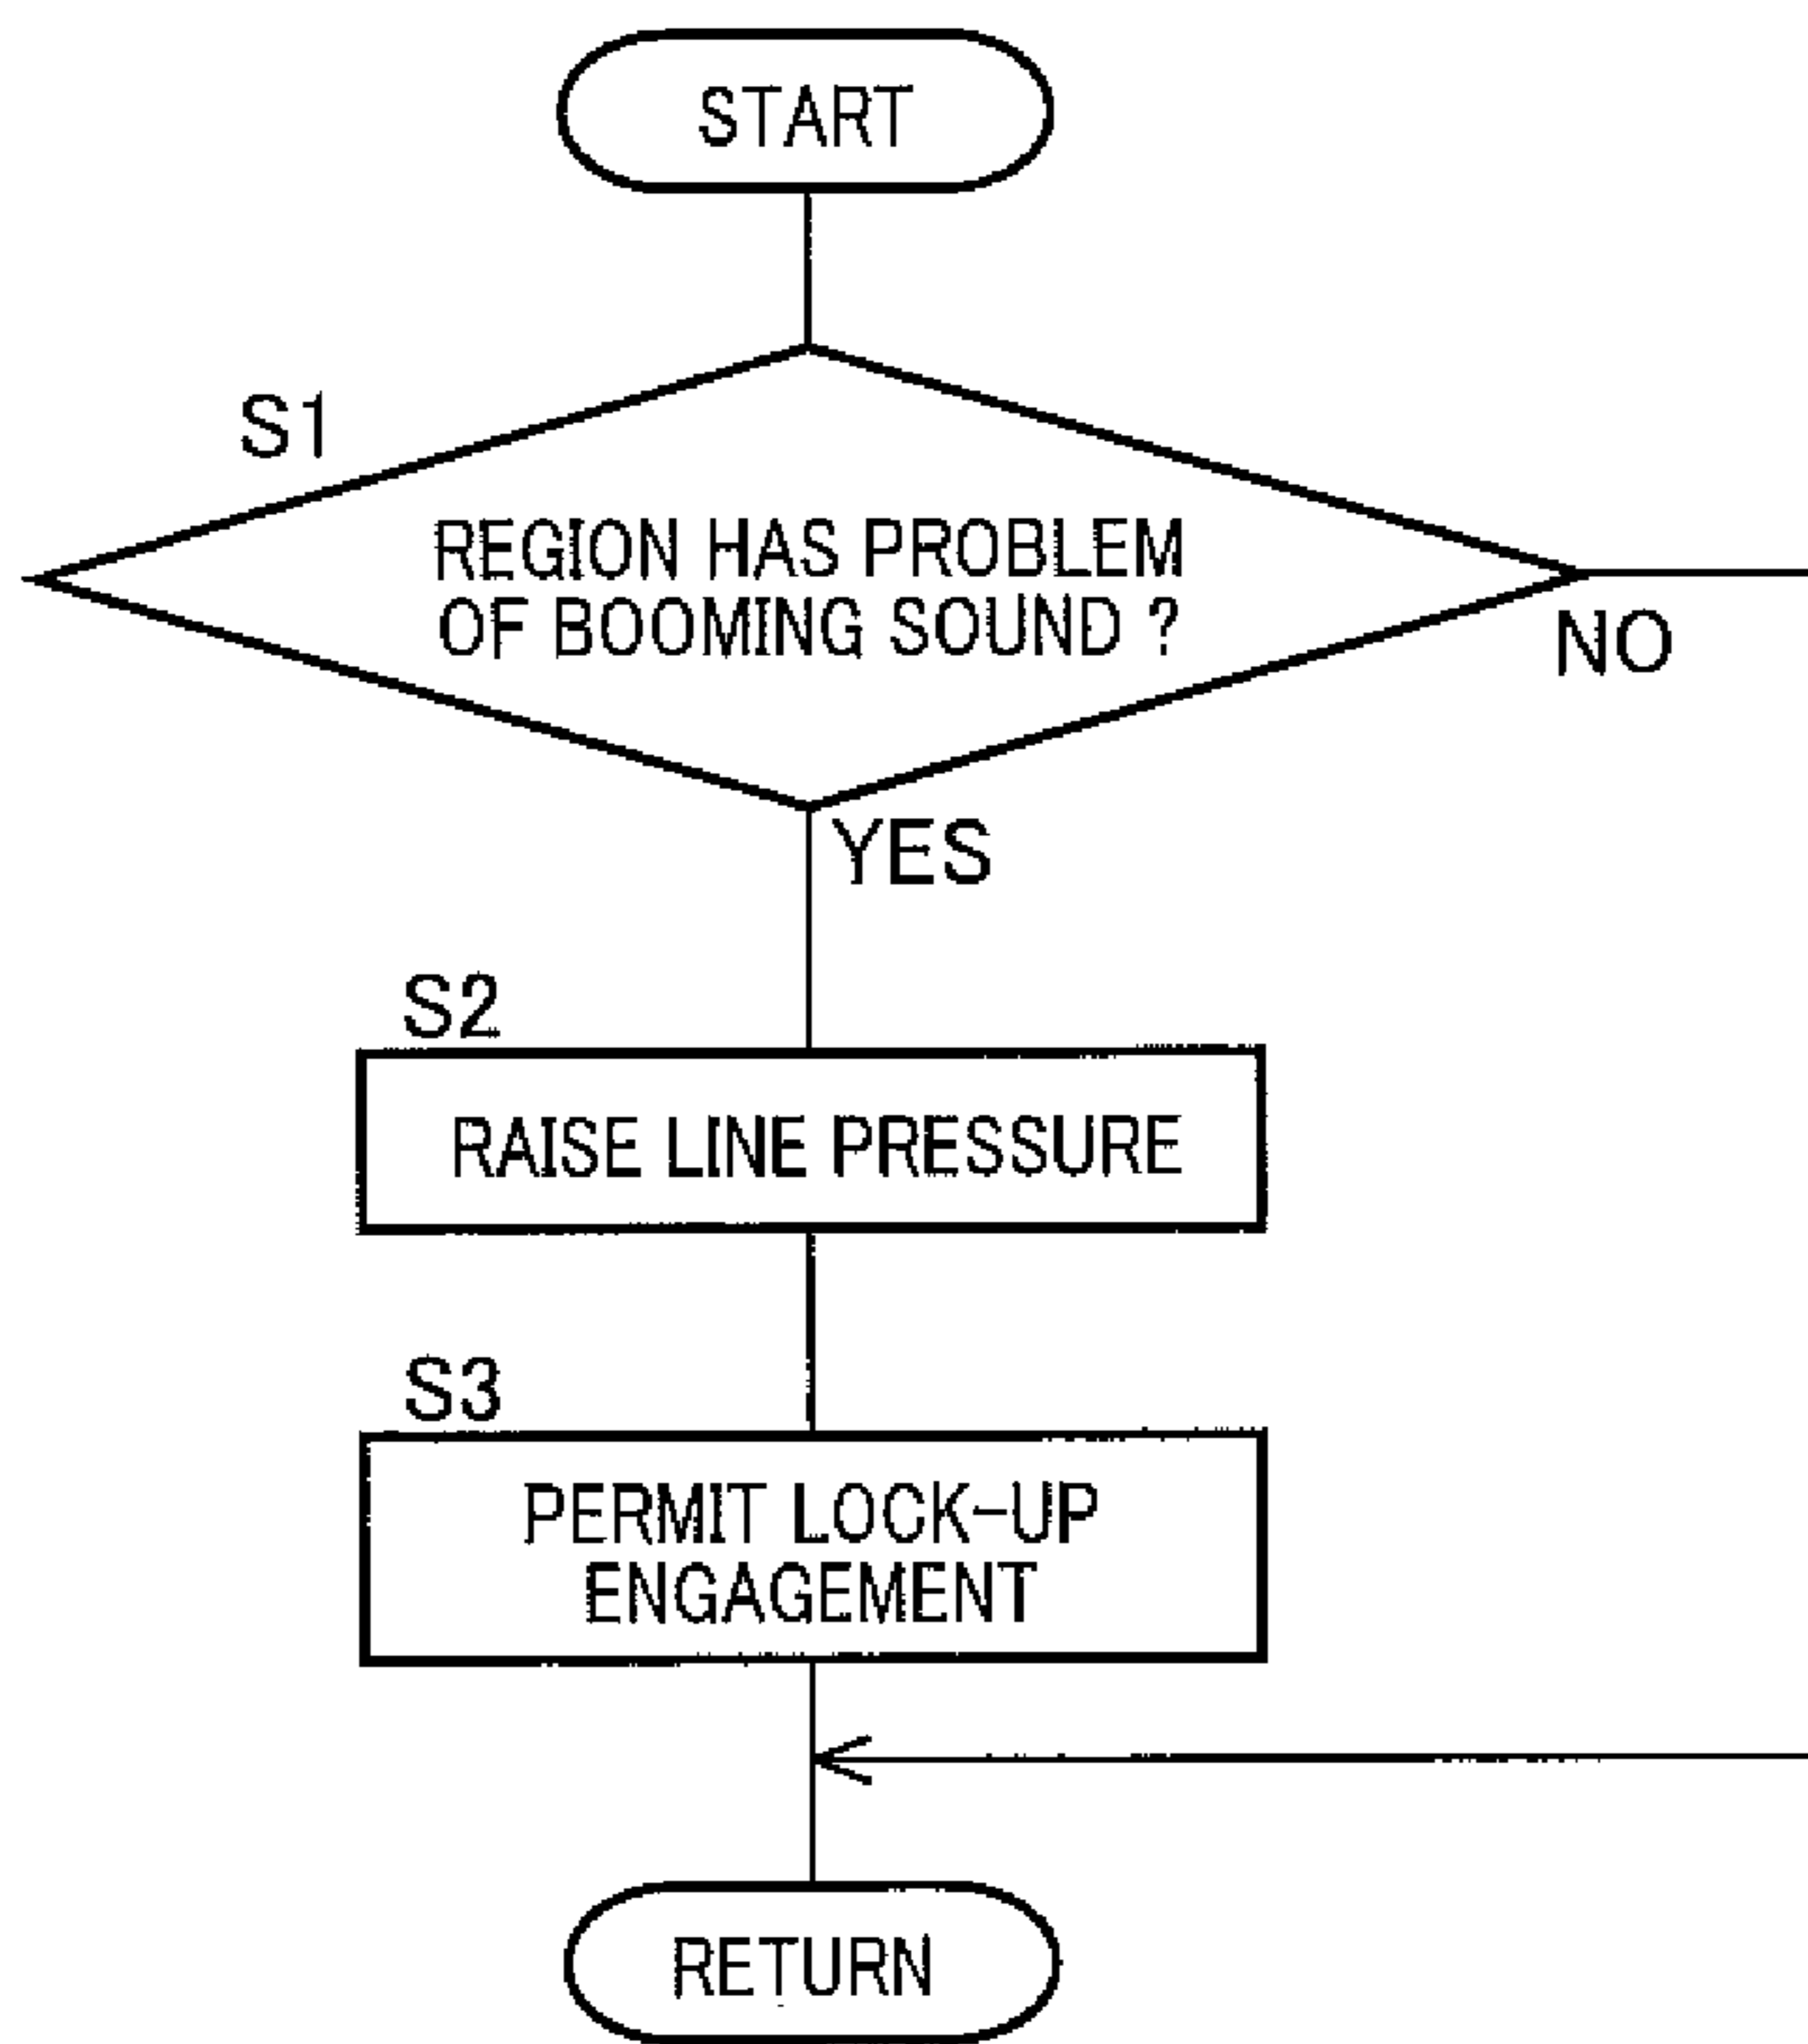 START
S1
REGION HAS PROBLEM
OF BOOMING SOUND ?
NO
YES
S2
RAISE LINE PRESSURE
S3
PERMIT LOCK-UP
ENGAGEMENT
RETURN